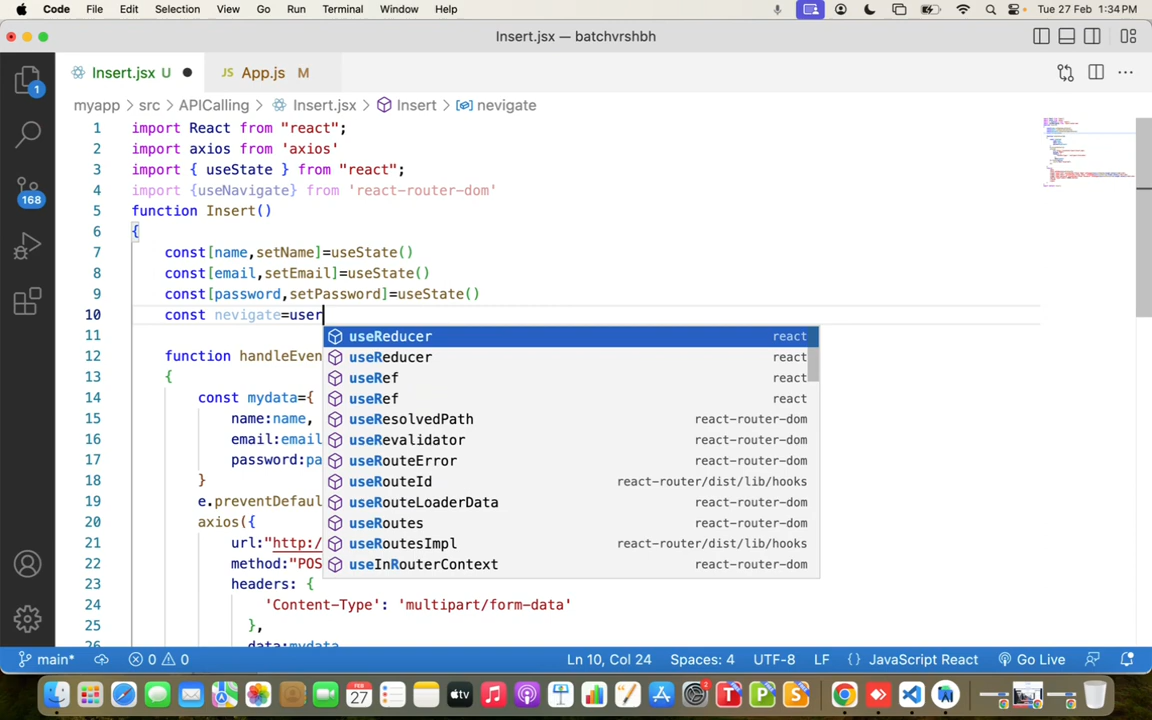 Code File Edit Selection View Go Run Terminal Window Help Tue 27 Feb 1:34 PM
Insert.jsx — batchvrshbh
Insert.jsx U ● JS App.js M
myapp > src > APICalling > Insert.jsx > Insert > nevigate
1
168
1 import React from "react";
2 import axios from 'axios'
3 import { useState } from "react";
4 import {useNavigate} from 'react-router-dom'
5 function Insert()
6 {
7 const[name,setName]=useState()
8 const[email,setEmail]=useState()
9 const[password,setPassword]=useState()
10 const nevigate=user
11
12 function handleEven
13 {
14 const mydata={
15 name:name,
16 email:email
17 password:pa
18 }
19 e.preventDefaul
20 axios({
21 url:"http:/
22 method:"POS
23 headers: {
24 'Content-Type': 'multipart/form-data'
25 },
26 data:mydata
useReducer react
useReducer react
useRef react
useRef react
useResolvedPath react-router-dom
useRevalidator react-router-dom
useRouteError react-router-dom
useRouteId react-router/dist/lib/hooks
useRouteLoaderData react-router-dom
useRoutes react-router-dom
useRoutesImpl react-router/dist/lib/hooks
useInRouterContext react-router-dom
main* 0 0 Ln 10, Col 24 Spaces: 4 UTF-8 LF {} JavaScript React Go Live
FEB 27 tv T P S